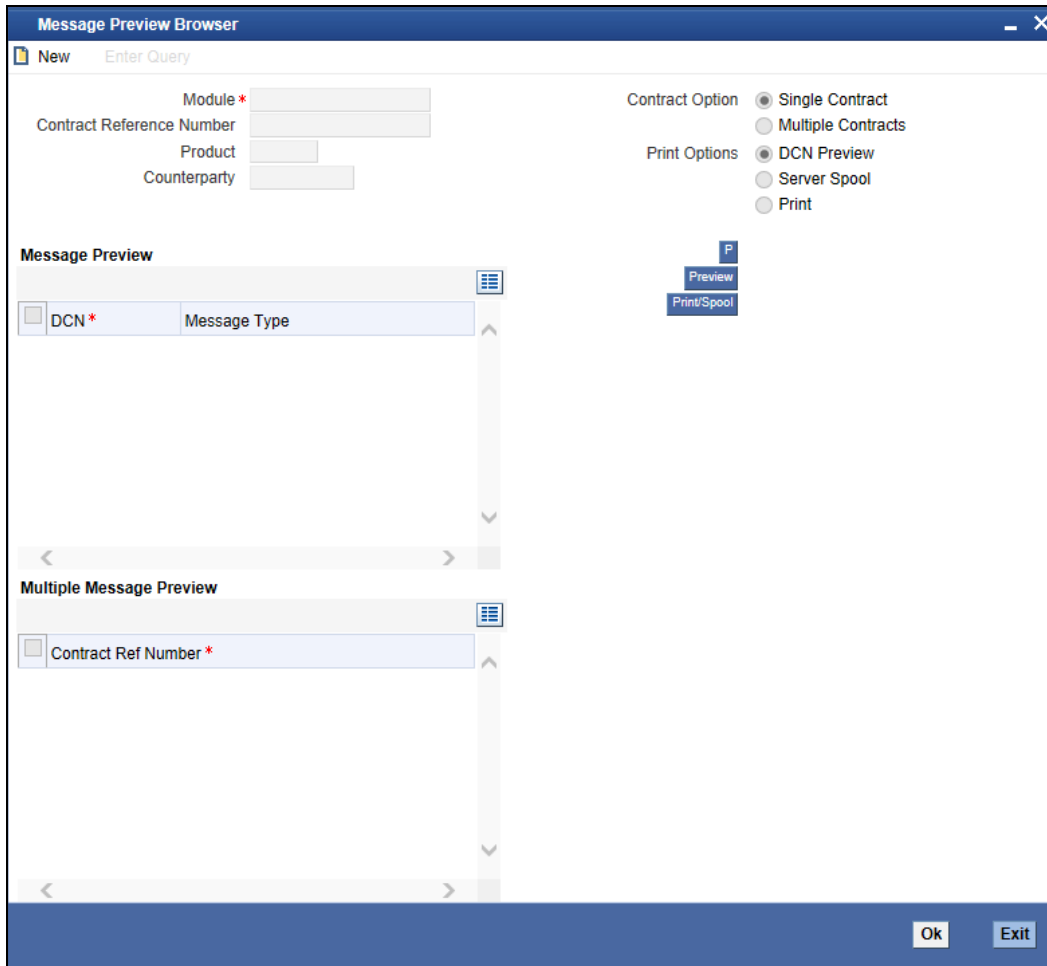 Message Preview Browser
New Enter Query
Module *
Contract Reference Number
Product
Counterparty
Contract Option Single Contract
Multiple Contracts
Print Options DCN Preview
Server Spool
Print
Message Preview
DCN * Message Type
P
Preview
Print/Spool
Multiple Message Preview
Contract Ref Number *
Ok Exit